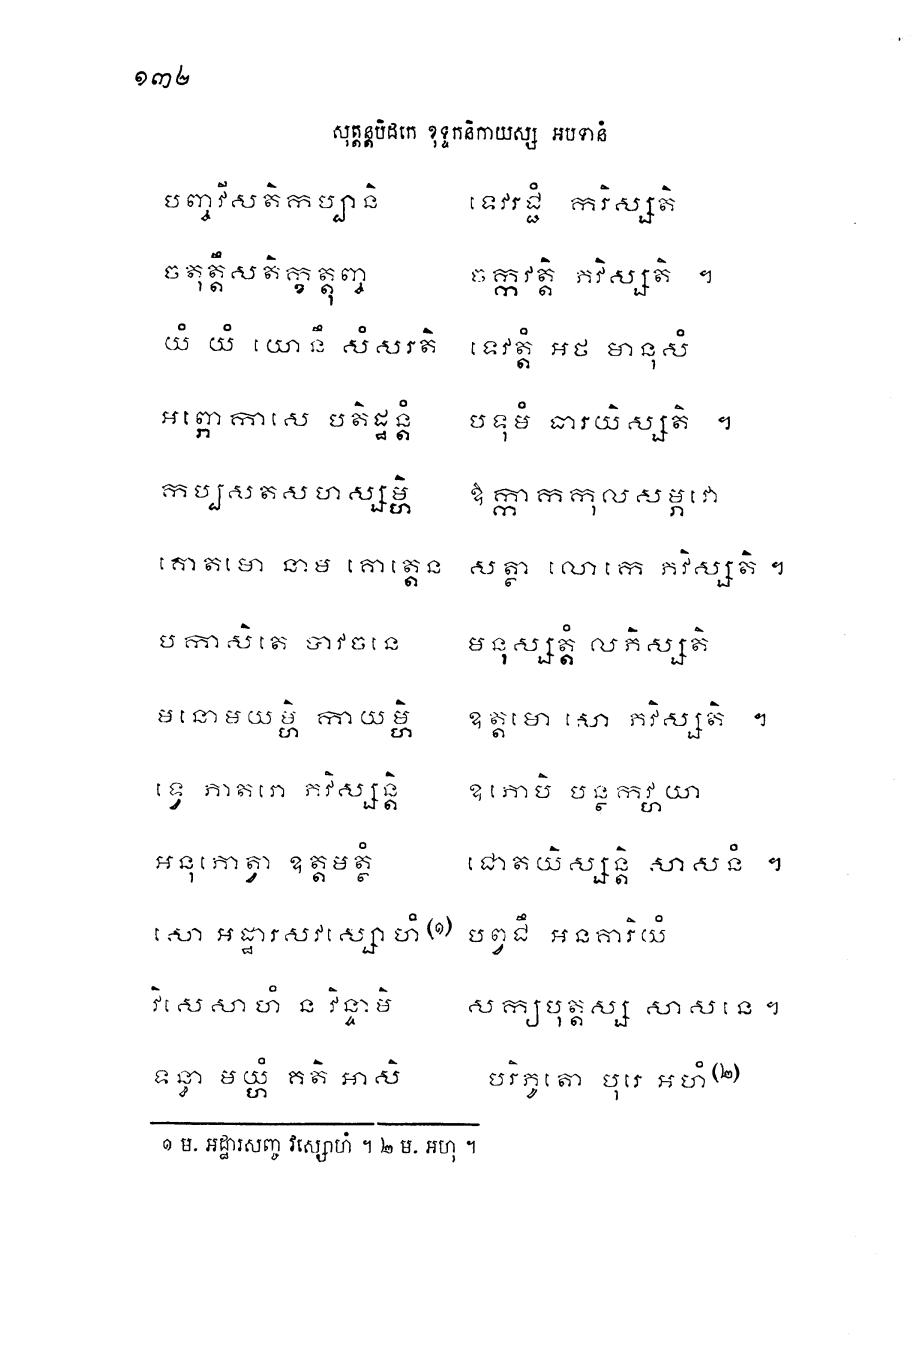 ១៣២
សុត្តន្តបិដកេ ខុទ្ទកនិកាយស្ស អបទានំ
បញ្ចវីសតិកប្បានិ ទេវរជ្ជំ ករិស្សតិ
ចតុត្តឹសតិក្ខត្តុញ្ច ចក្កវត្តិ ភវិស្សតិ ។
យំ យំ យោនឹ សំសរតិ ទេវត្តំ អថ មានុសំ
អព្ភោកាសេ បតិដ្ឋន្តំ បទុមំ ធារយិស្សតិ ។
កប្បសតសហស្សម្ហិ ឱក្កាកកុលសម្ភវោ
គោតមោ នាម គោត្តេន សត្ថា លោកេ ភវិស្សតិ ។
បកាសិតេ បាវចនេ មនុស្សត្តំ លភិស្សតិ
មនោមយម្ហិ កាយម្ហិ ឧត្តមោ សោ ភវិស្សតិ ។
ទ្វេ ភាតរោ ភវិស្សន្តិ ឧភោបិ បន្ថកវ្ហយា
អនុភោត្វា ឧត្តមត្ថំ ជោតយិស្សន្តិ សាសនំ ។
សោ អដ្ឋារសវស្សោហំ(១) បព្វជឹ អនគារិយំ
វិសេសាហំ ន វិន្ទាមិ សក្យបុត្តស្ស សាសនេ ។
ទន្ធា មយ្ហំ គតិ អាសិ បរិភូតោ បុរេ អហំ(២)
១ ម. អដ្ឋារសញ្ច វស្សោហំ ។ ២ ម. អហុ ។